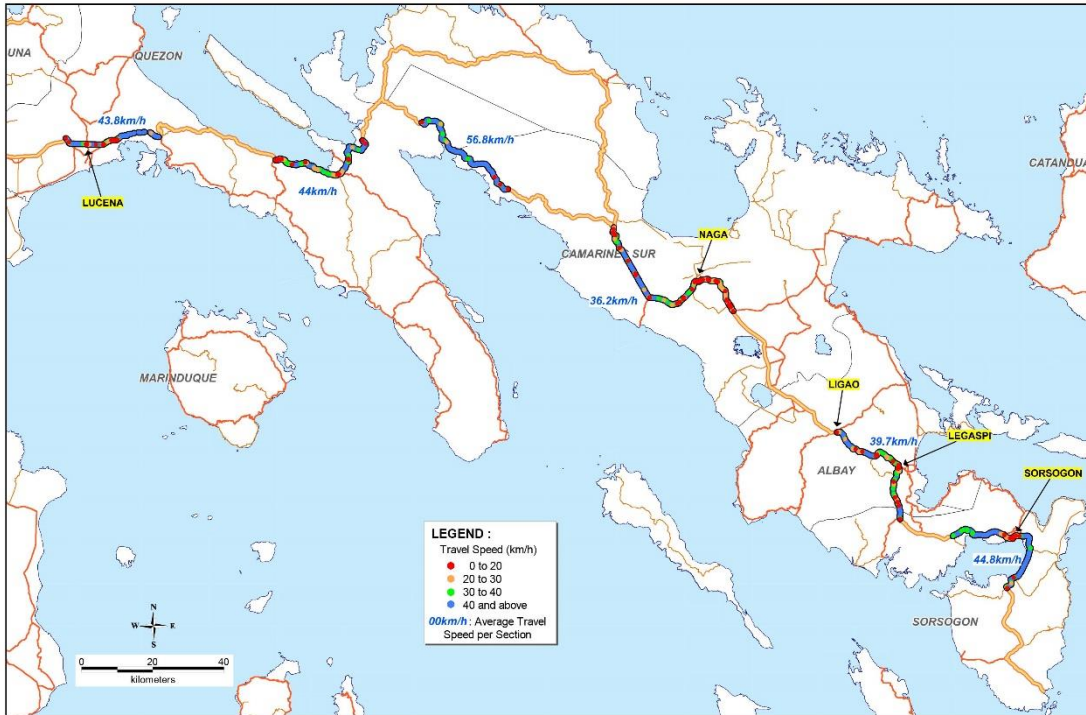 UNA
QUEZON
43.8km/h
56.8km/h
CATANDUA
LUCENA
44km/h
NAGA
CAMARINES SUR
36.2km/h
MARINDUQUE
LIGAO
39.7km/h
LEGASPI
ALBAY
SORSOGON
44.8km/h
SORSOGON
LEGEND :
Travel Speed (km/h)
0 to 20
20 to 30
30 to 40
40 and above
00km/h : Average Travel
Speed per Section
N
W E
S
0 20 40
kilometers